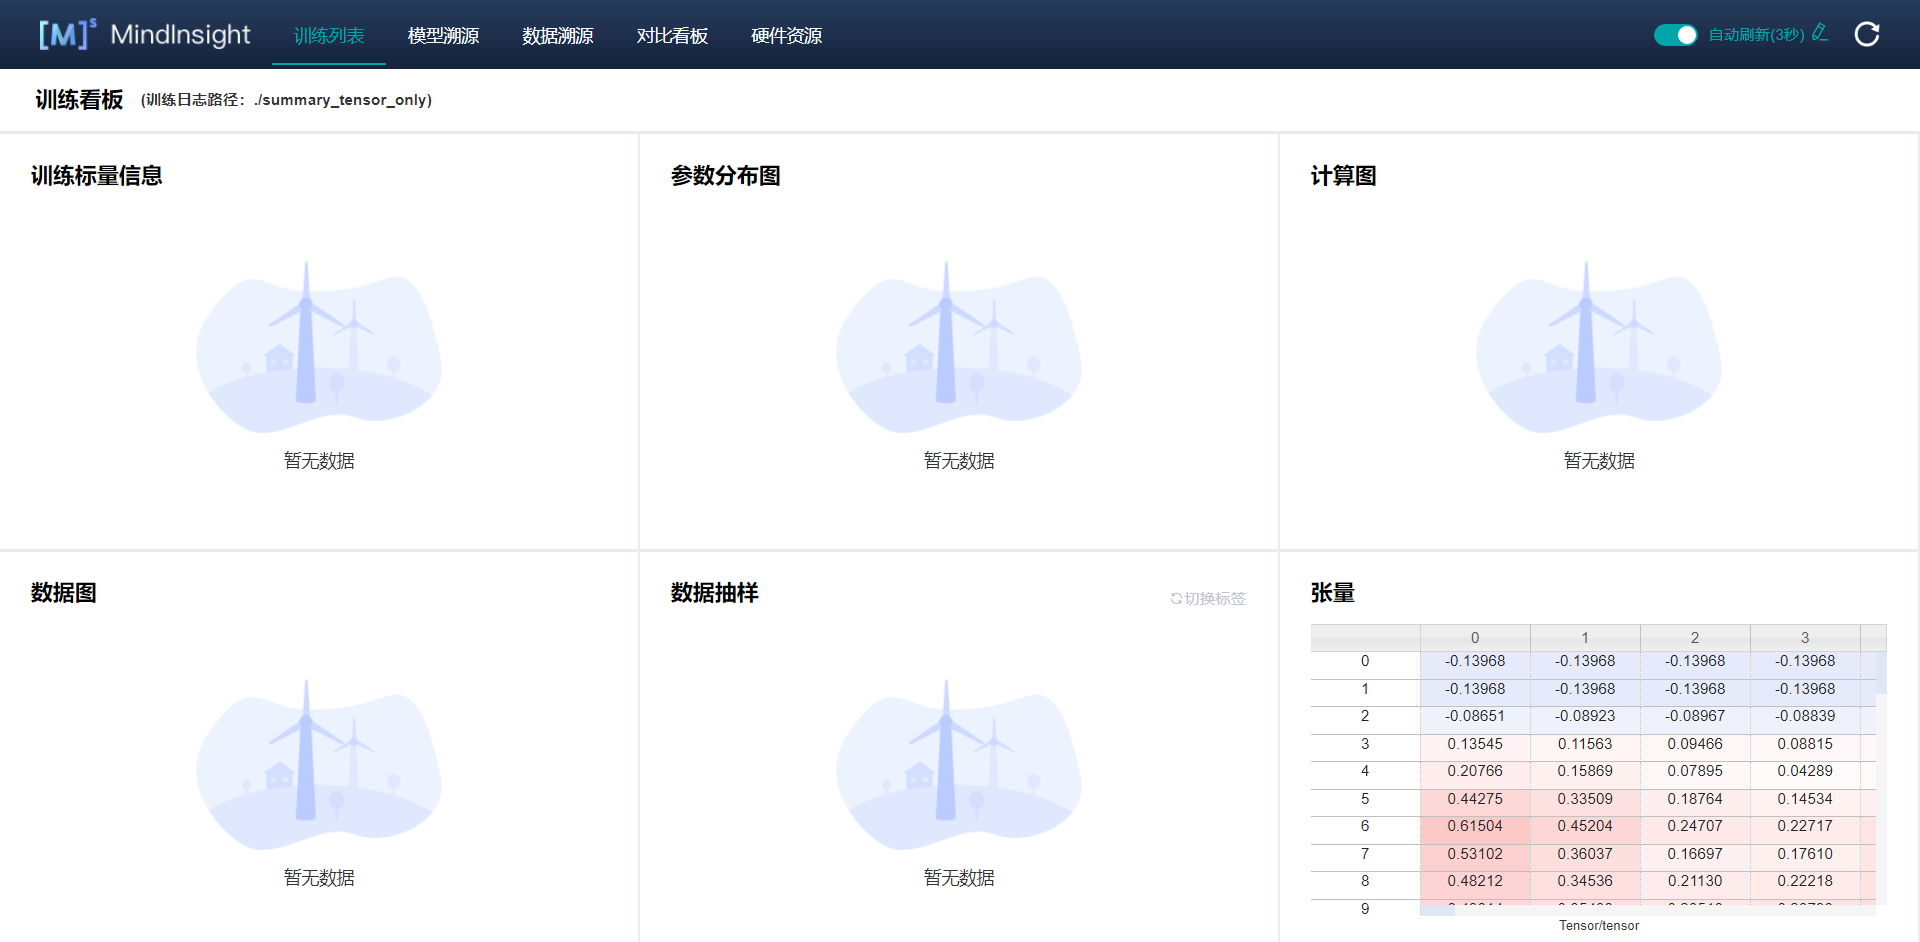 [M]s MindInsight 训练列表 模型溯源 数据溯源 对比看板 硬件资源 自动刷新(3秒)
训练看板 (训练日志路径: ./summary_tensor_only)
训练标量信息
暂无数据
参数分布图
暂无数据
计算图
暂无数据
数据图
暂无数据
数据抽样 切换标签
暂无数据
张量
0 1 2 3
0 -0.13968 -0.13968 -0.13968 -0.13968
1 -0.13968 -0.13968 -0.13968 -0.13968
2 -0.08651 -0.08923 -0.08967 -0.08839
3 0.13545 0.11563 0.09466 0.08815
4 0.20766 0.15869 0.07895 0.04289
5 0.44275 0.33509 0.18764 0.14534
6 0.61504 0.45204 0.24707 0.22717
7 0.53102 0.36037 0.16697 0.17610
8 0.48212 0.34536 0.21130 0.22218
9
Tensor/tensor